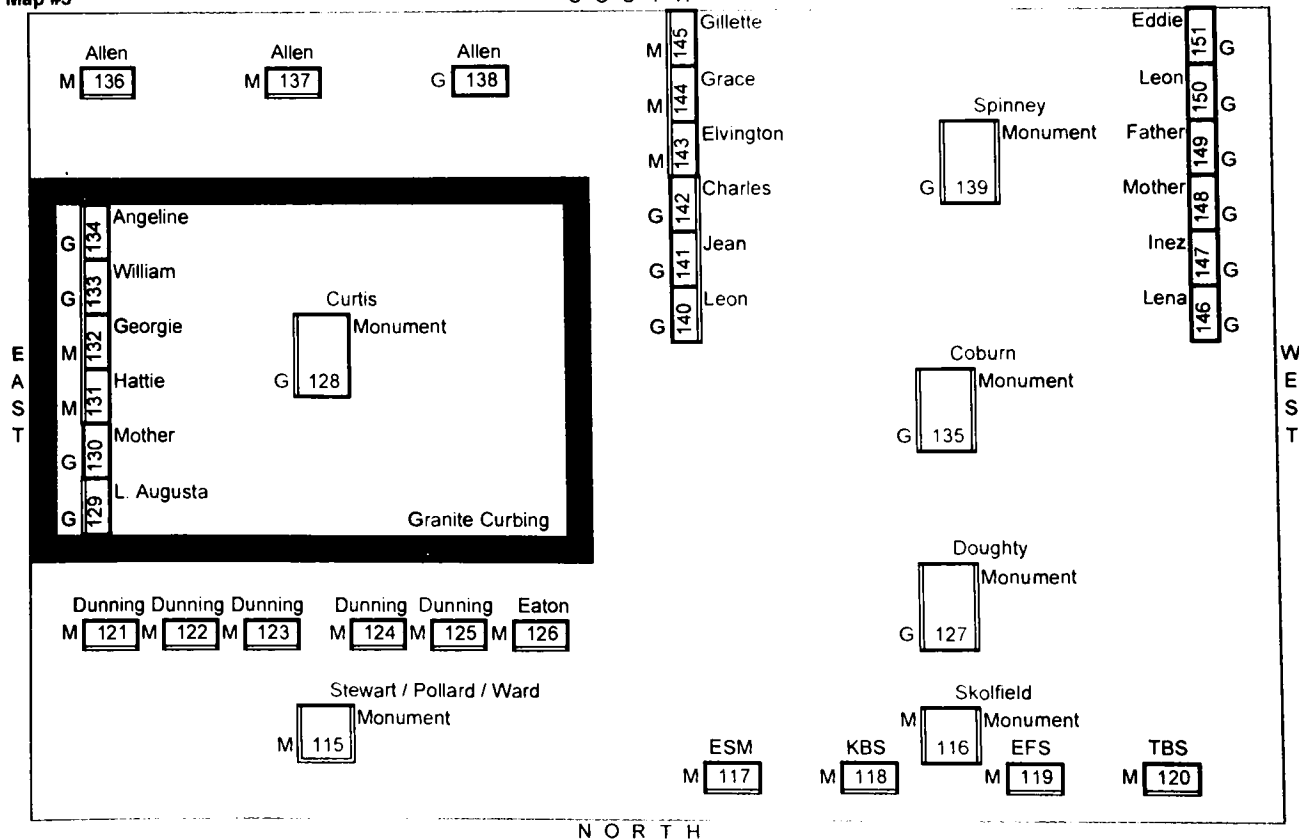 Map #3
Allen
M 136
Allen
M 137
Allen
G 138
M 145 Gillette
M 144 Grace
M 143 Elvington
G 142 Charles
G 141 Jean
G 140 Leon
Spinney
Monument
G 139
Eddie 151 G
Leon 150 G
Father 149 G
Mother 148 G
Inez 147 G
Lena 146 G
G 134 Angeline
G 133 William
M 132 Georgie
M 131 Hattie
G 130 Mother
G 129 L. Augusta
Curtis
Monument
G 128
Granite Curbing
EAST
WEST
Coburn
Monument
G 135
Doughty
Monument
G 127
Dunning Dunning Dunning Dunning Dunning Eaton
M 121 M 122 M 123 M 124 M 125 M 126
Stewart / Pollard / Ward
Monument
M 115
Skolfield
M Monument
116
ESM KBS EFS TBS
M 117 M 118 M 119 M 120
NORTH